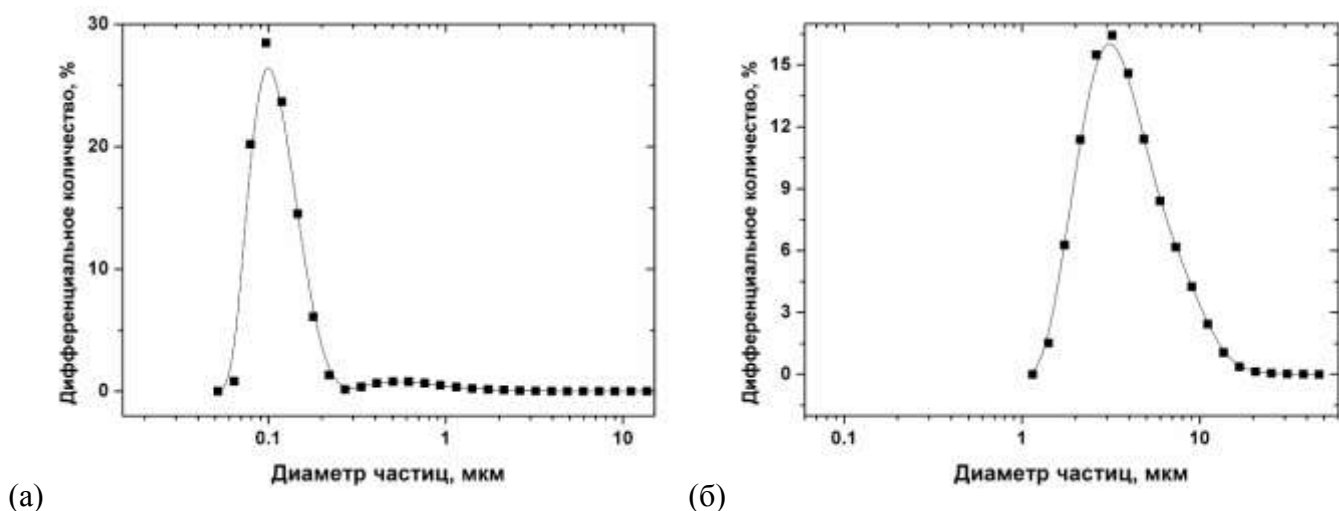 30
20
10
0
Дифференциальное количество, %
0.1
1
10
Диаметр частиц, мкм
(а)
15
12
9
6
3
0
Дифференциальное количество, %
0.1
1
10
Диаметр частиц, мкм
(б)